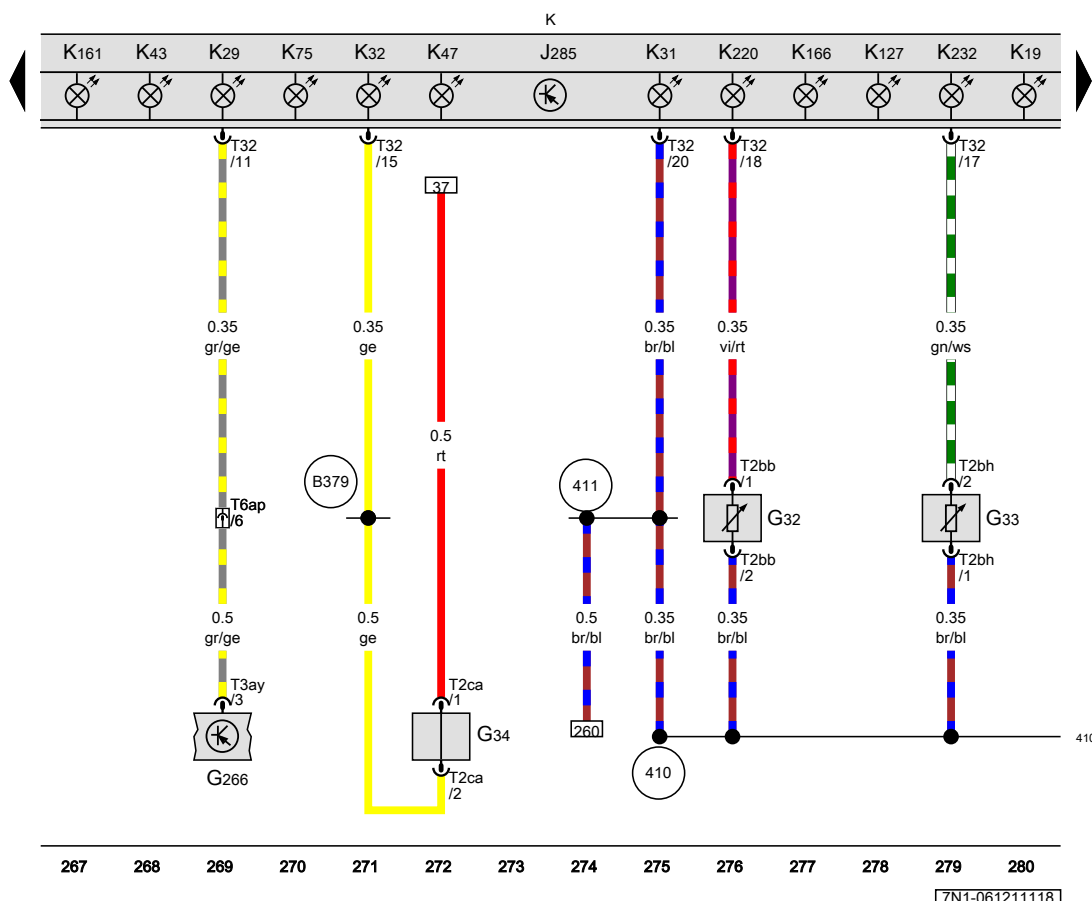 K
K161 K43 K29 K75 K32 K47 J285 K31 K220 K166 K127 K232 K19
T32 /11
T32 /15
T32 /20
T32 /18
T32 /17
37
0.35 gr/ge
0.35 ge
0.35 br/bl
0.35 vi/rt
0.35 gn/ws
0.5 rt
B379
411
T2bb /1
T2bh /2
T6ap /6
G32
G33
T2bb /2
T2bh /1
0.5 gr/ge
0.5 ge
0.5 br/bl
0.35 br/bl
0.35 br/bl
0.35 br/bl
T3ay /3
T2ca /1
G34
260
410
G266
T2ca /2
410
267 268 269 270 271 272 273 274 275 276 277 278 279 280
7N1-061211118